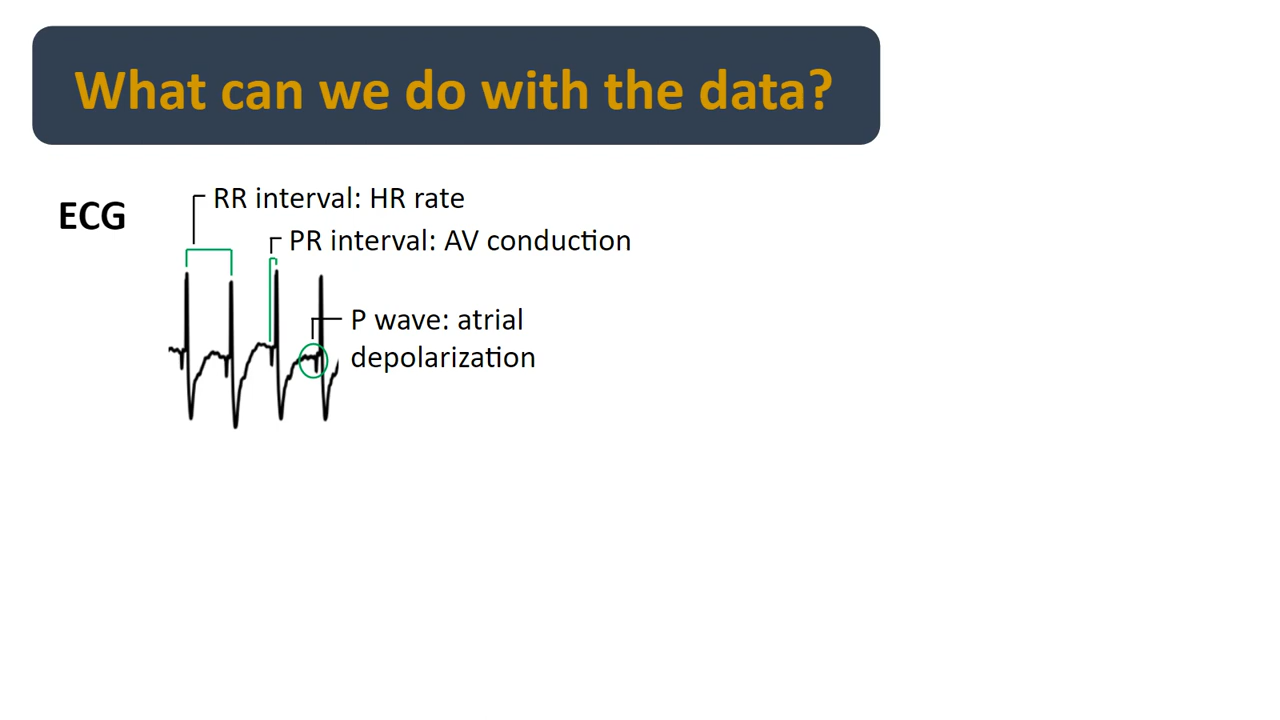 What can we do with the data?
ECG
RR interval: HR rate
PR interval: AV conduction
P wave: atrial
depolarization